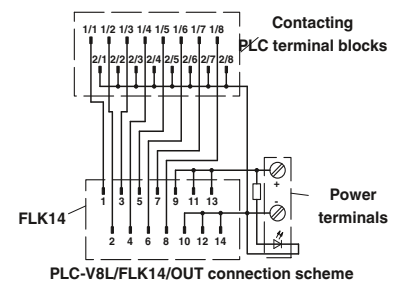 Contacting
PLC terminal blocks
1/1 1/2 1/3 1/4 1/5 1/6 1/7 1/8
2/1 2/2 2/3 2/4 2/5 2/6 2/7 2/8
1 3 5 7 9 11 13
+
-
FLK14
Power
terminals
2 4 6 8 10 12 14
PLC-V8L/FLK14/OUT connection scheme